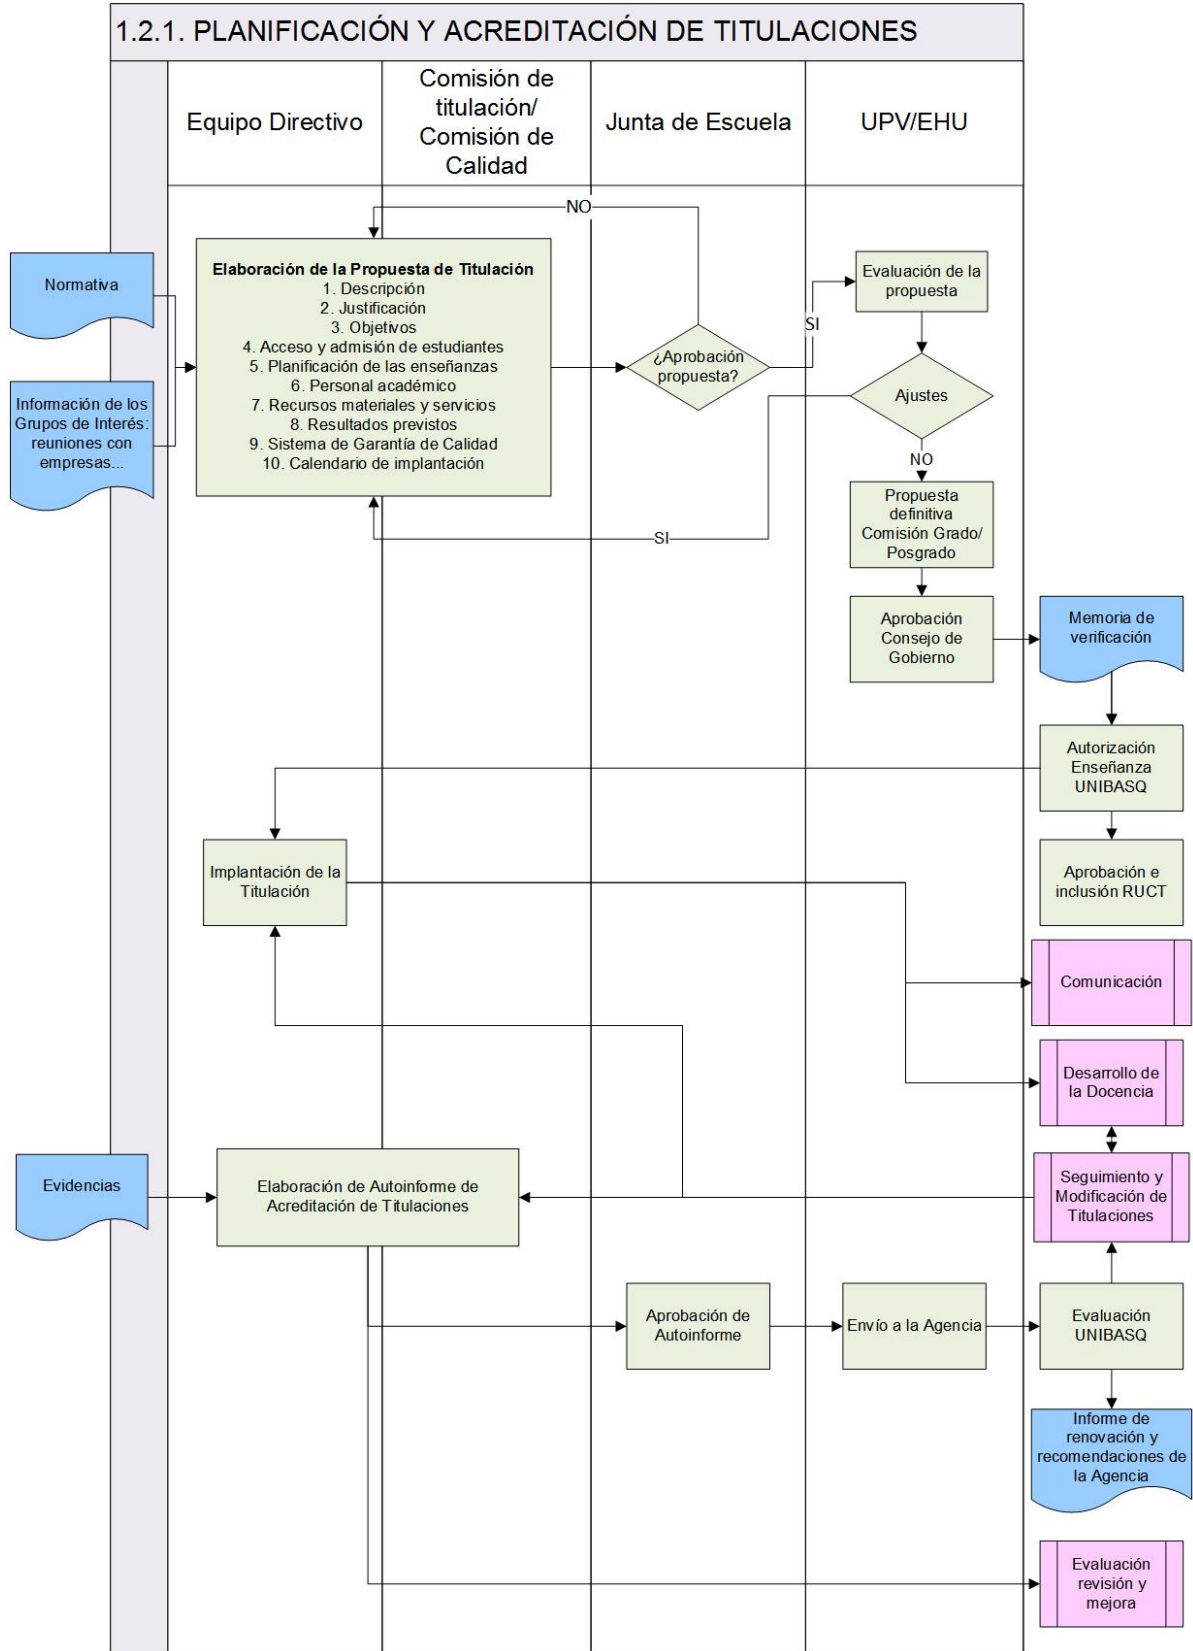 1.2.1. PLANIFICACIÓN Y ACREDITACIÓN DE TITULACIONES
Equipo Directivo
Comisión de
titulación/
Comisión de
Calidad
Junta de Escuela
UPV/EHU
NO
Normativa
Información de los
Grupos de Interés:
reuniones con
empresas...
Elaboración de la Propuesta de Titulación
1. Descripción
2. Justificación
3. Objetivos
4. Acceso y admisión de estudiantes
5. Planificación de las enseñanzas
6. Personal académico
7. Recursos materiales y servicios
8. Resultados previstos
9. Sistema de Garantía de Calidad
10. Calendario de implantación
¿Aprobación
propuesta?
SI
Evaluación de la
propuesta
Ajustes
NO
SI
Propuesta
definitiva
Comisión Grado/
Posgrado
Aprobación
Consejo de
Gobierno
Memoria de
verificación
Autorización
Enseñanza
UNIBASQ
Implantación de la
Titulación
Aprobación e
inclusión RUCT
Comunicación
Desarrollo de
la Docencia
Evidencias
Elaboración de Autoinforme de
Acreditación de Titulaciones
Seguimiento y
Modificación de
Titulaciones
Aprobación de
Autoinforme
Envío a la Agencia
Evaluación
UNIBASQ
Informe de
renovación y
recomendaciones de
la Agencia
Evaluación
revisión y
mejora